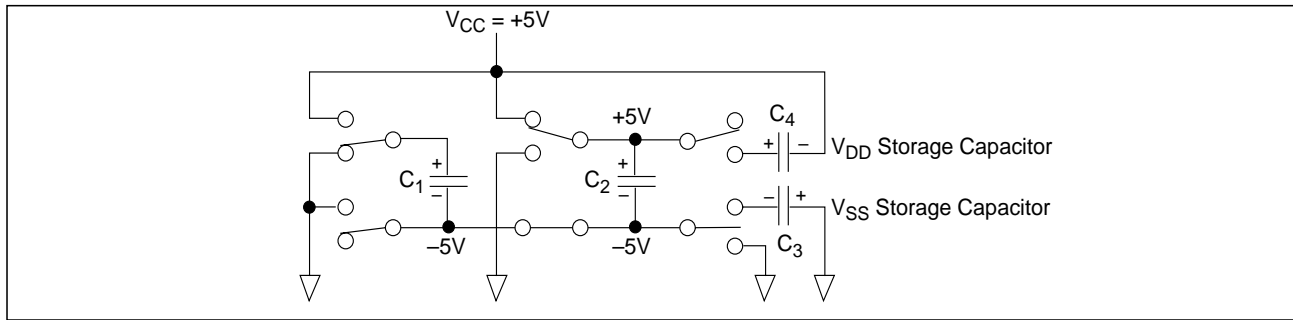 VCC = +5V
+5V
C4
+
–
VDD Storage Capacitor
+
C1
–
+
C2
–
–
+
VSS Storage Capacitor
–5V
–5V
C3